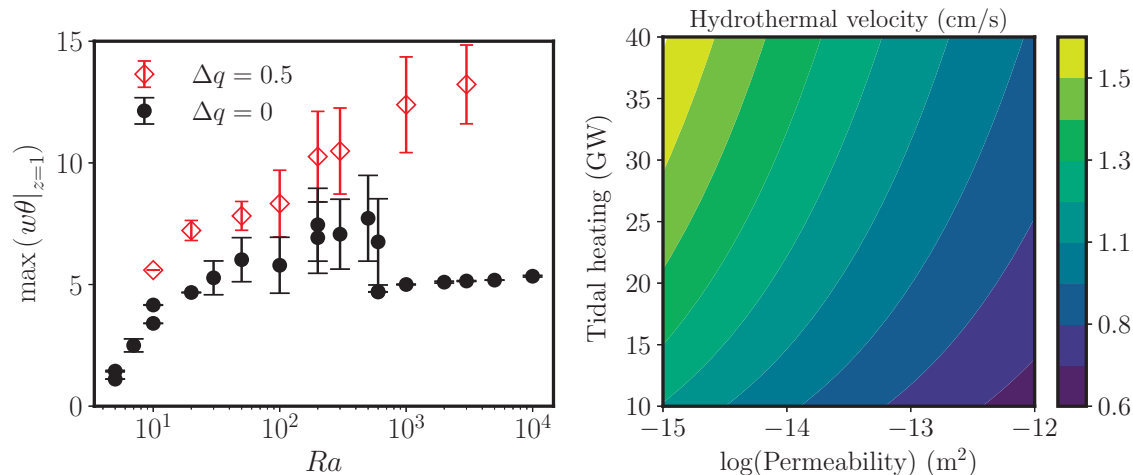 15
10
5
0
max (wθ|z=1)
Δq = 0.5
Δq = 0
10¹ 10² 10³ 10⁴
Ra
Hydrothermal velocity (cm/s)
40
35
30
25
20
15
10
Tidal heating (GW)
−15 −14 −13 −12
log(Permeability) (m²)
1.5
1.3
1.1
0.8
0.6